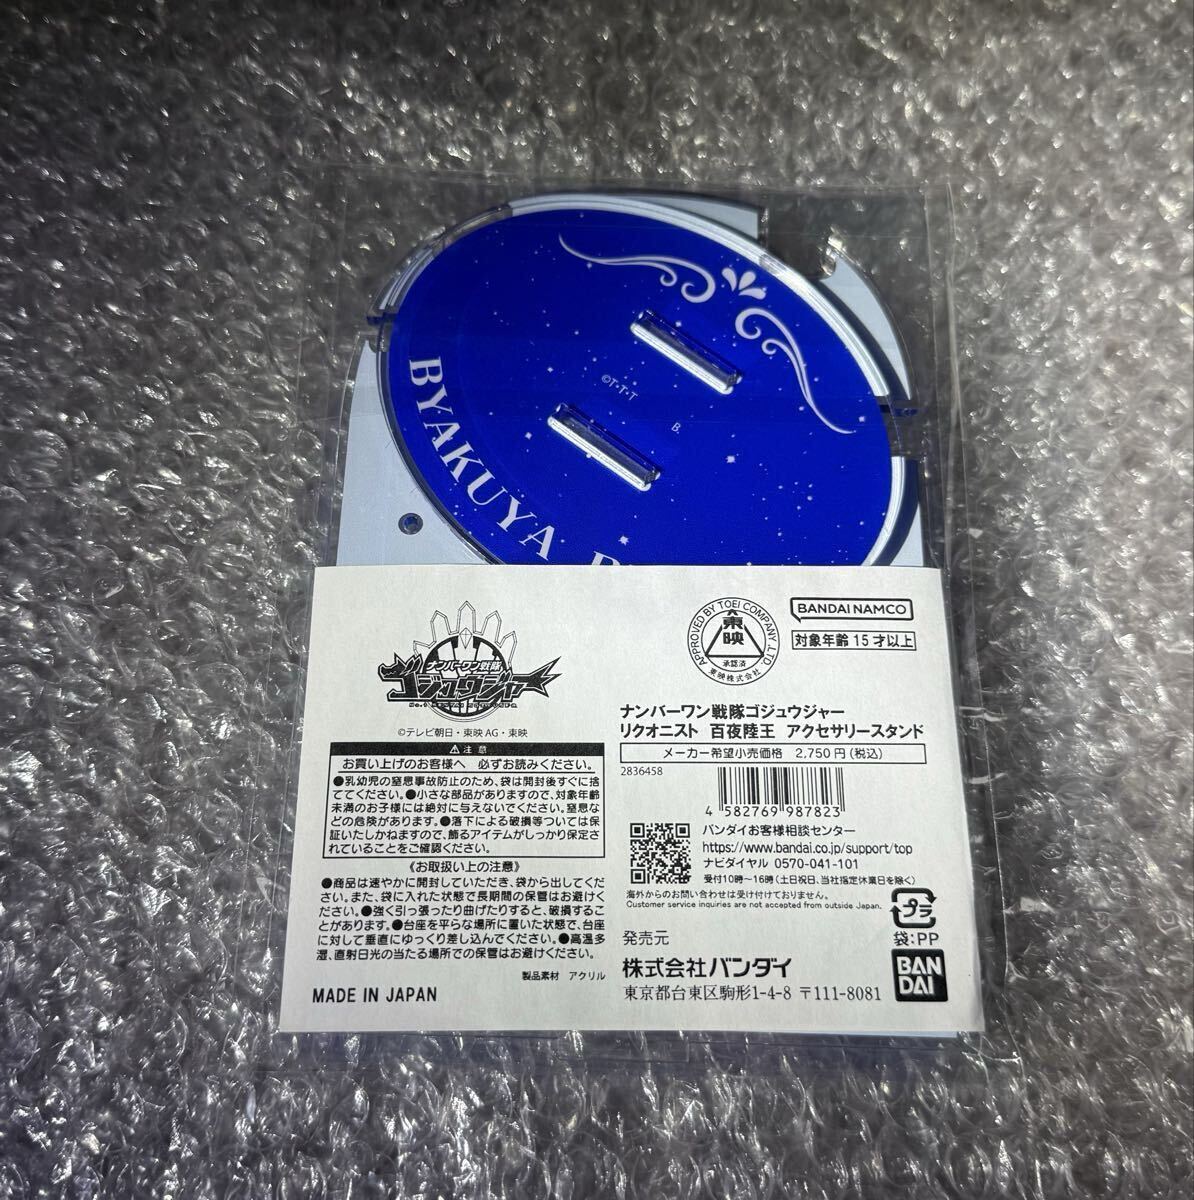 BYAKUYA
©T・T・T
B.
ナンバーワン戦隊
ゴジュウジャー
©テレビ朝日・東映AG・東映
⚠注意
お買い上げのお客様へ 必ずお読みください。
●乳幼児の窒息事故防止のため、袋は開封後すぐに捨
ててください。●小さな部品がありますので、対象年齢
未満のお子様には絶対に与えないでください。窒息な
どの危険があります。●落下による破損等ついては保
証いたしかねますので、飾るアイテムがしっかり保定さ
れていることをご確認ください。
《お取扱い上の注意》
●商品は速やかに開封していただき、袋から出してくだ
さい。また、袋に入れた状態で長期間の保管はお避けく
ださい。●強く引っ張ったり曲げたりすると、破損するこ
とがあります。●台座を平らな場所に置いた状態で、台座
に対して垂直にゆっくり差し込んでください。●高温多
湿、直射日光の当たる場所での保管はお避けください。
製品素材 アクリル
MADE IN JAPAN
APPROVED BY TOEI COMPANY, LTD.
東映
承認済
東映株式会社
BANDAI NAMCO
対象年齢15才以上
ナンバーワン戦隊ゴジュウジャー
リクオニスト 百夜陸王 アクセサリースタンド
メーカー希望小売価格 2,750円(税込)
2836458
4 582769 987823
バンダイお客様相談センター
https://www.bandai.co.jp/support/top
ナビダイヤル 0570-041-101
受付10時～16時(土日祝日、当社指定休業日を除く)
海外からのお問い合わせは受け付けておりません。
Customer service inquiries are not accepted from outside Japan.
プラ
袋:PP
発売元
株式会社バンダイ
東京都台東区駒形1-4-8 〒111-8081
BAN
DAI